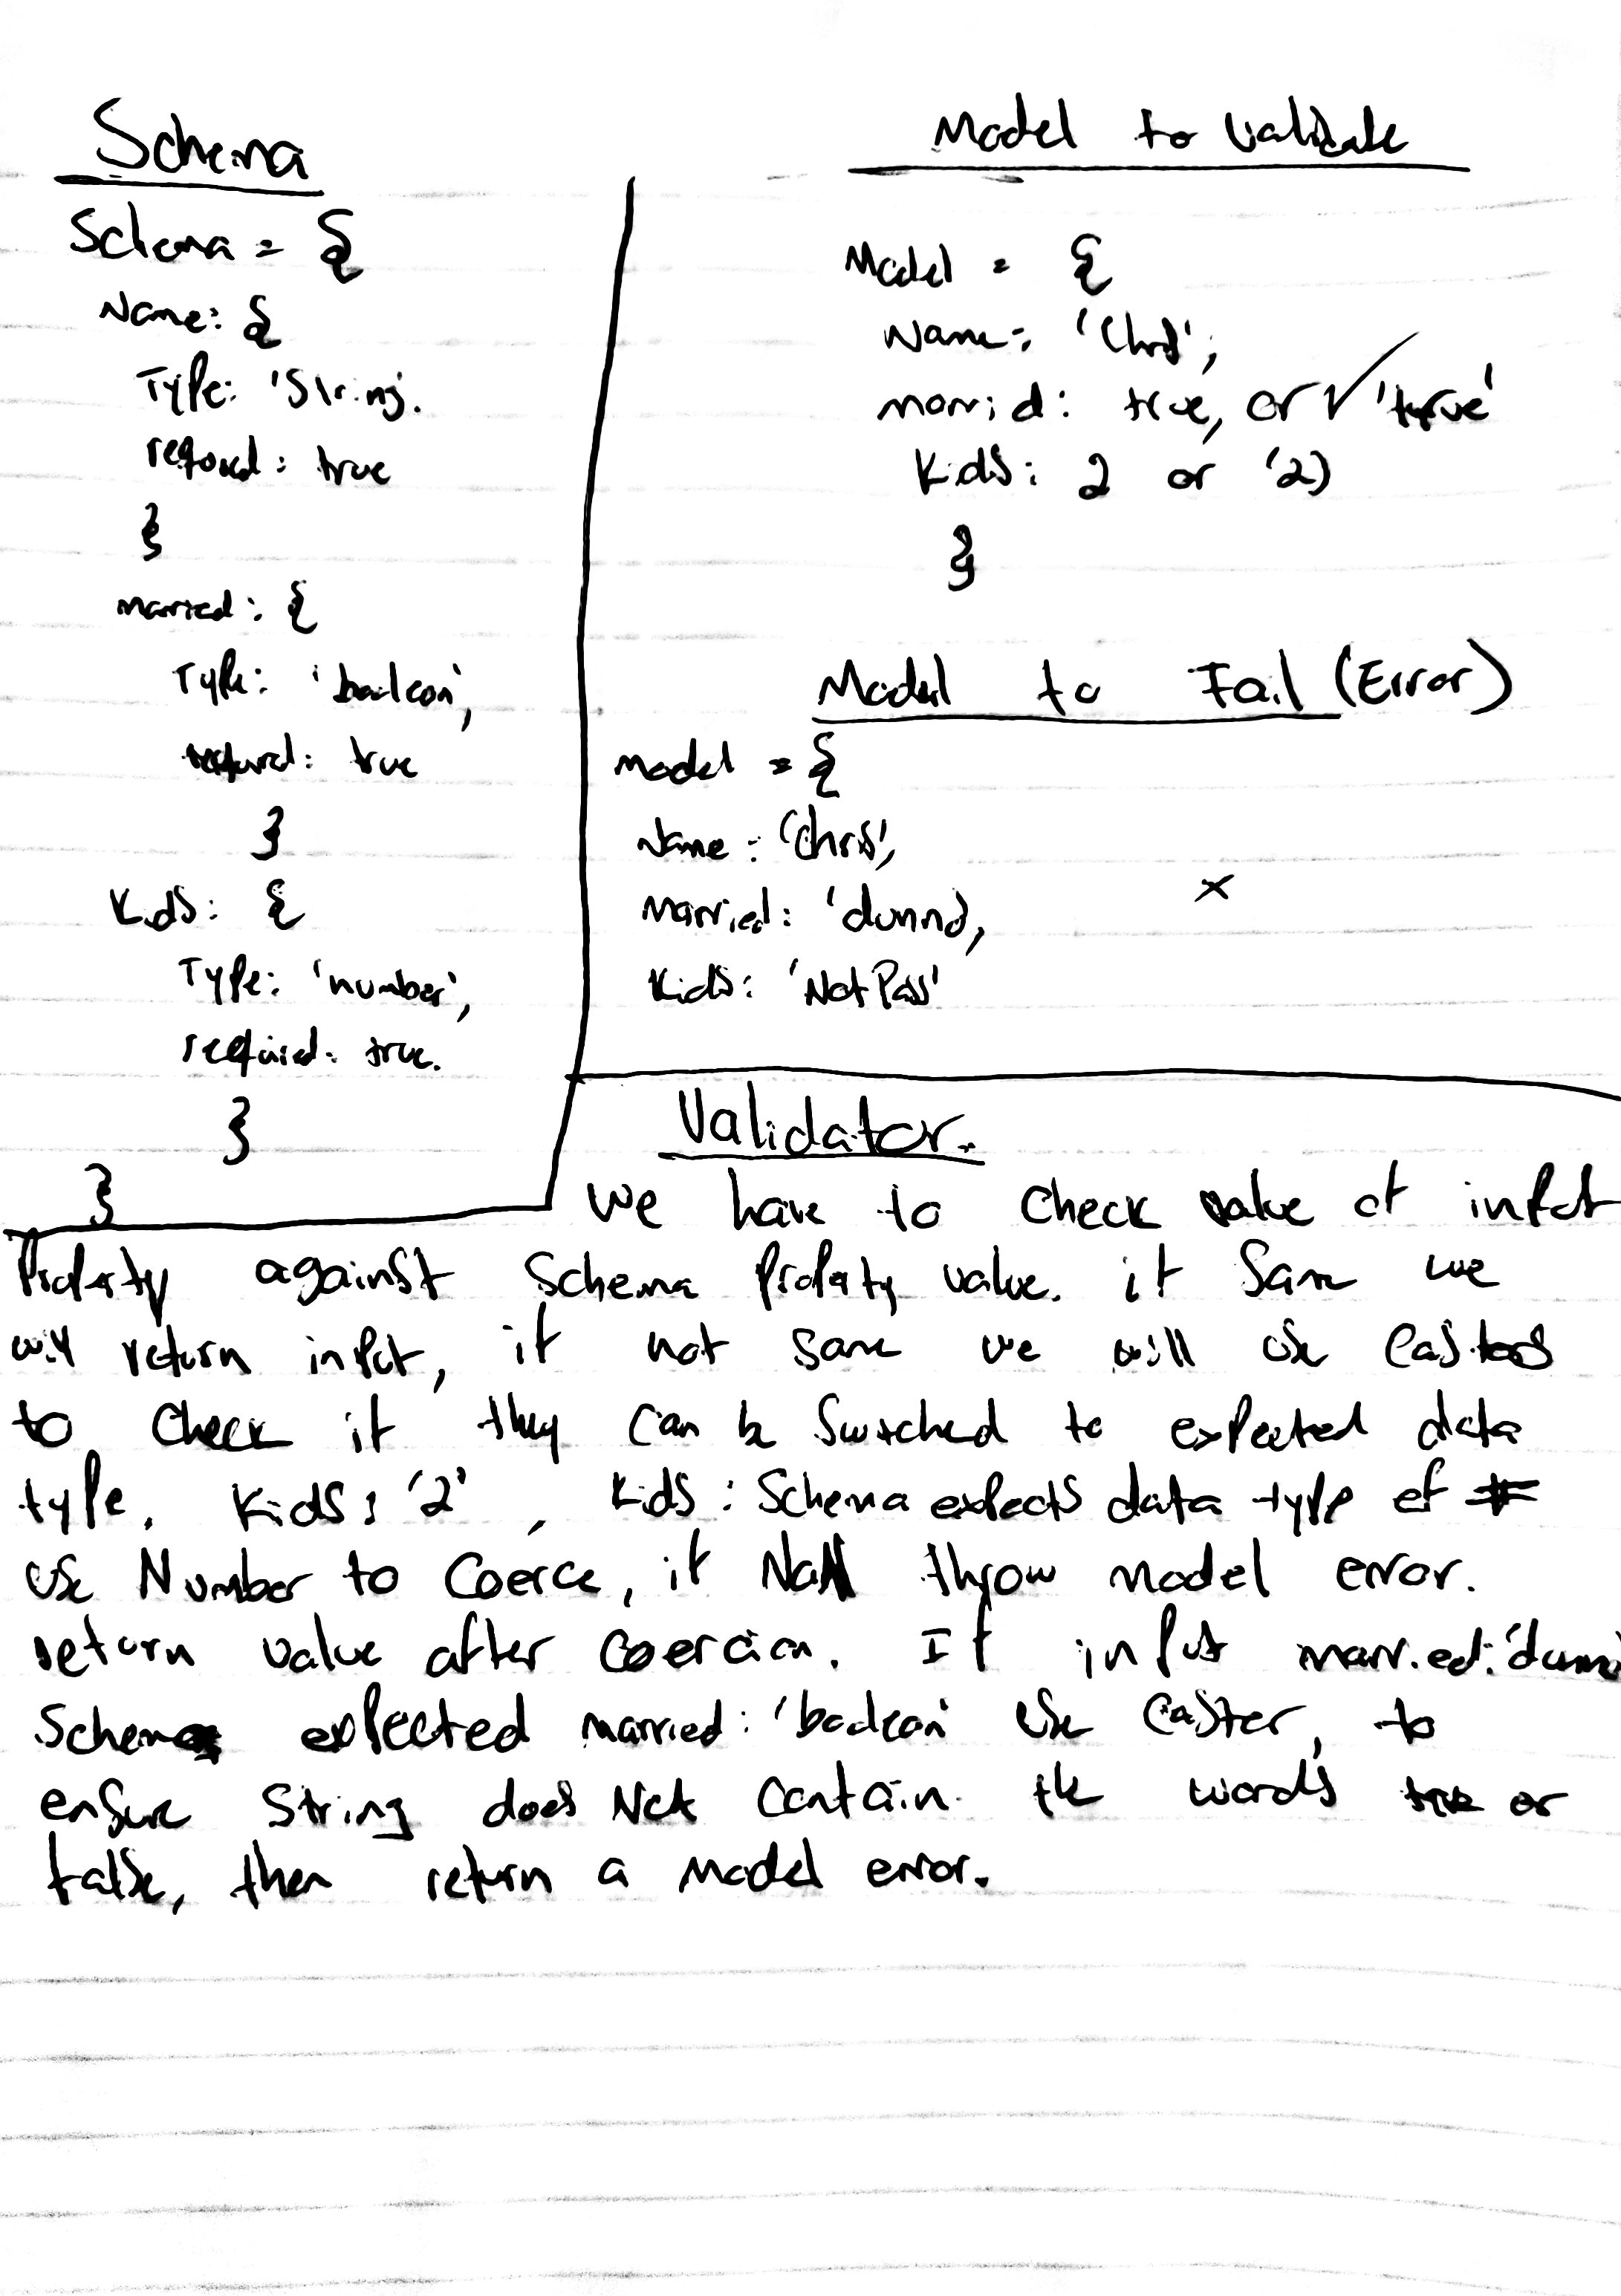 Schema
Schema = {
Name: {
Type: 'String'.
required: true
}
married: {
Type: 'boolean',
required: true
}
Kids: {
Type: 'number',
required: true.
}
}
Model to Validate
Model = {
Name: 'Chris',
married: true, or ✓ 'true'
Kids: 2 or '2'
}
Model to Fail (Error)
model = {
Name: 'Chris',
Married: 'dunno',
Kids: 'Not Pass'
x
Validator.
we have to check value of input
Property against Schema Property value. if Same we
will return input, if not same we will use Castors
to check if they can be Switched to expected data
type. Kids: '2', Kids: Schema expects data type of #
use Number to Coerce, if NaN throw model error.
return value after coercion. If input married: 'dunno
Schema expected married: 'boolean' use Caster, to
ensure String does Not Contain the words true or
false, then return a model error.